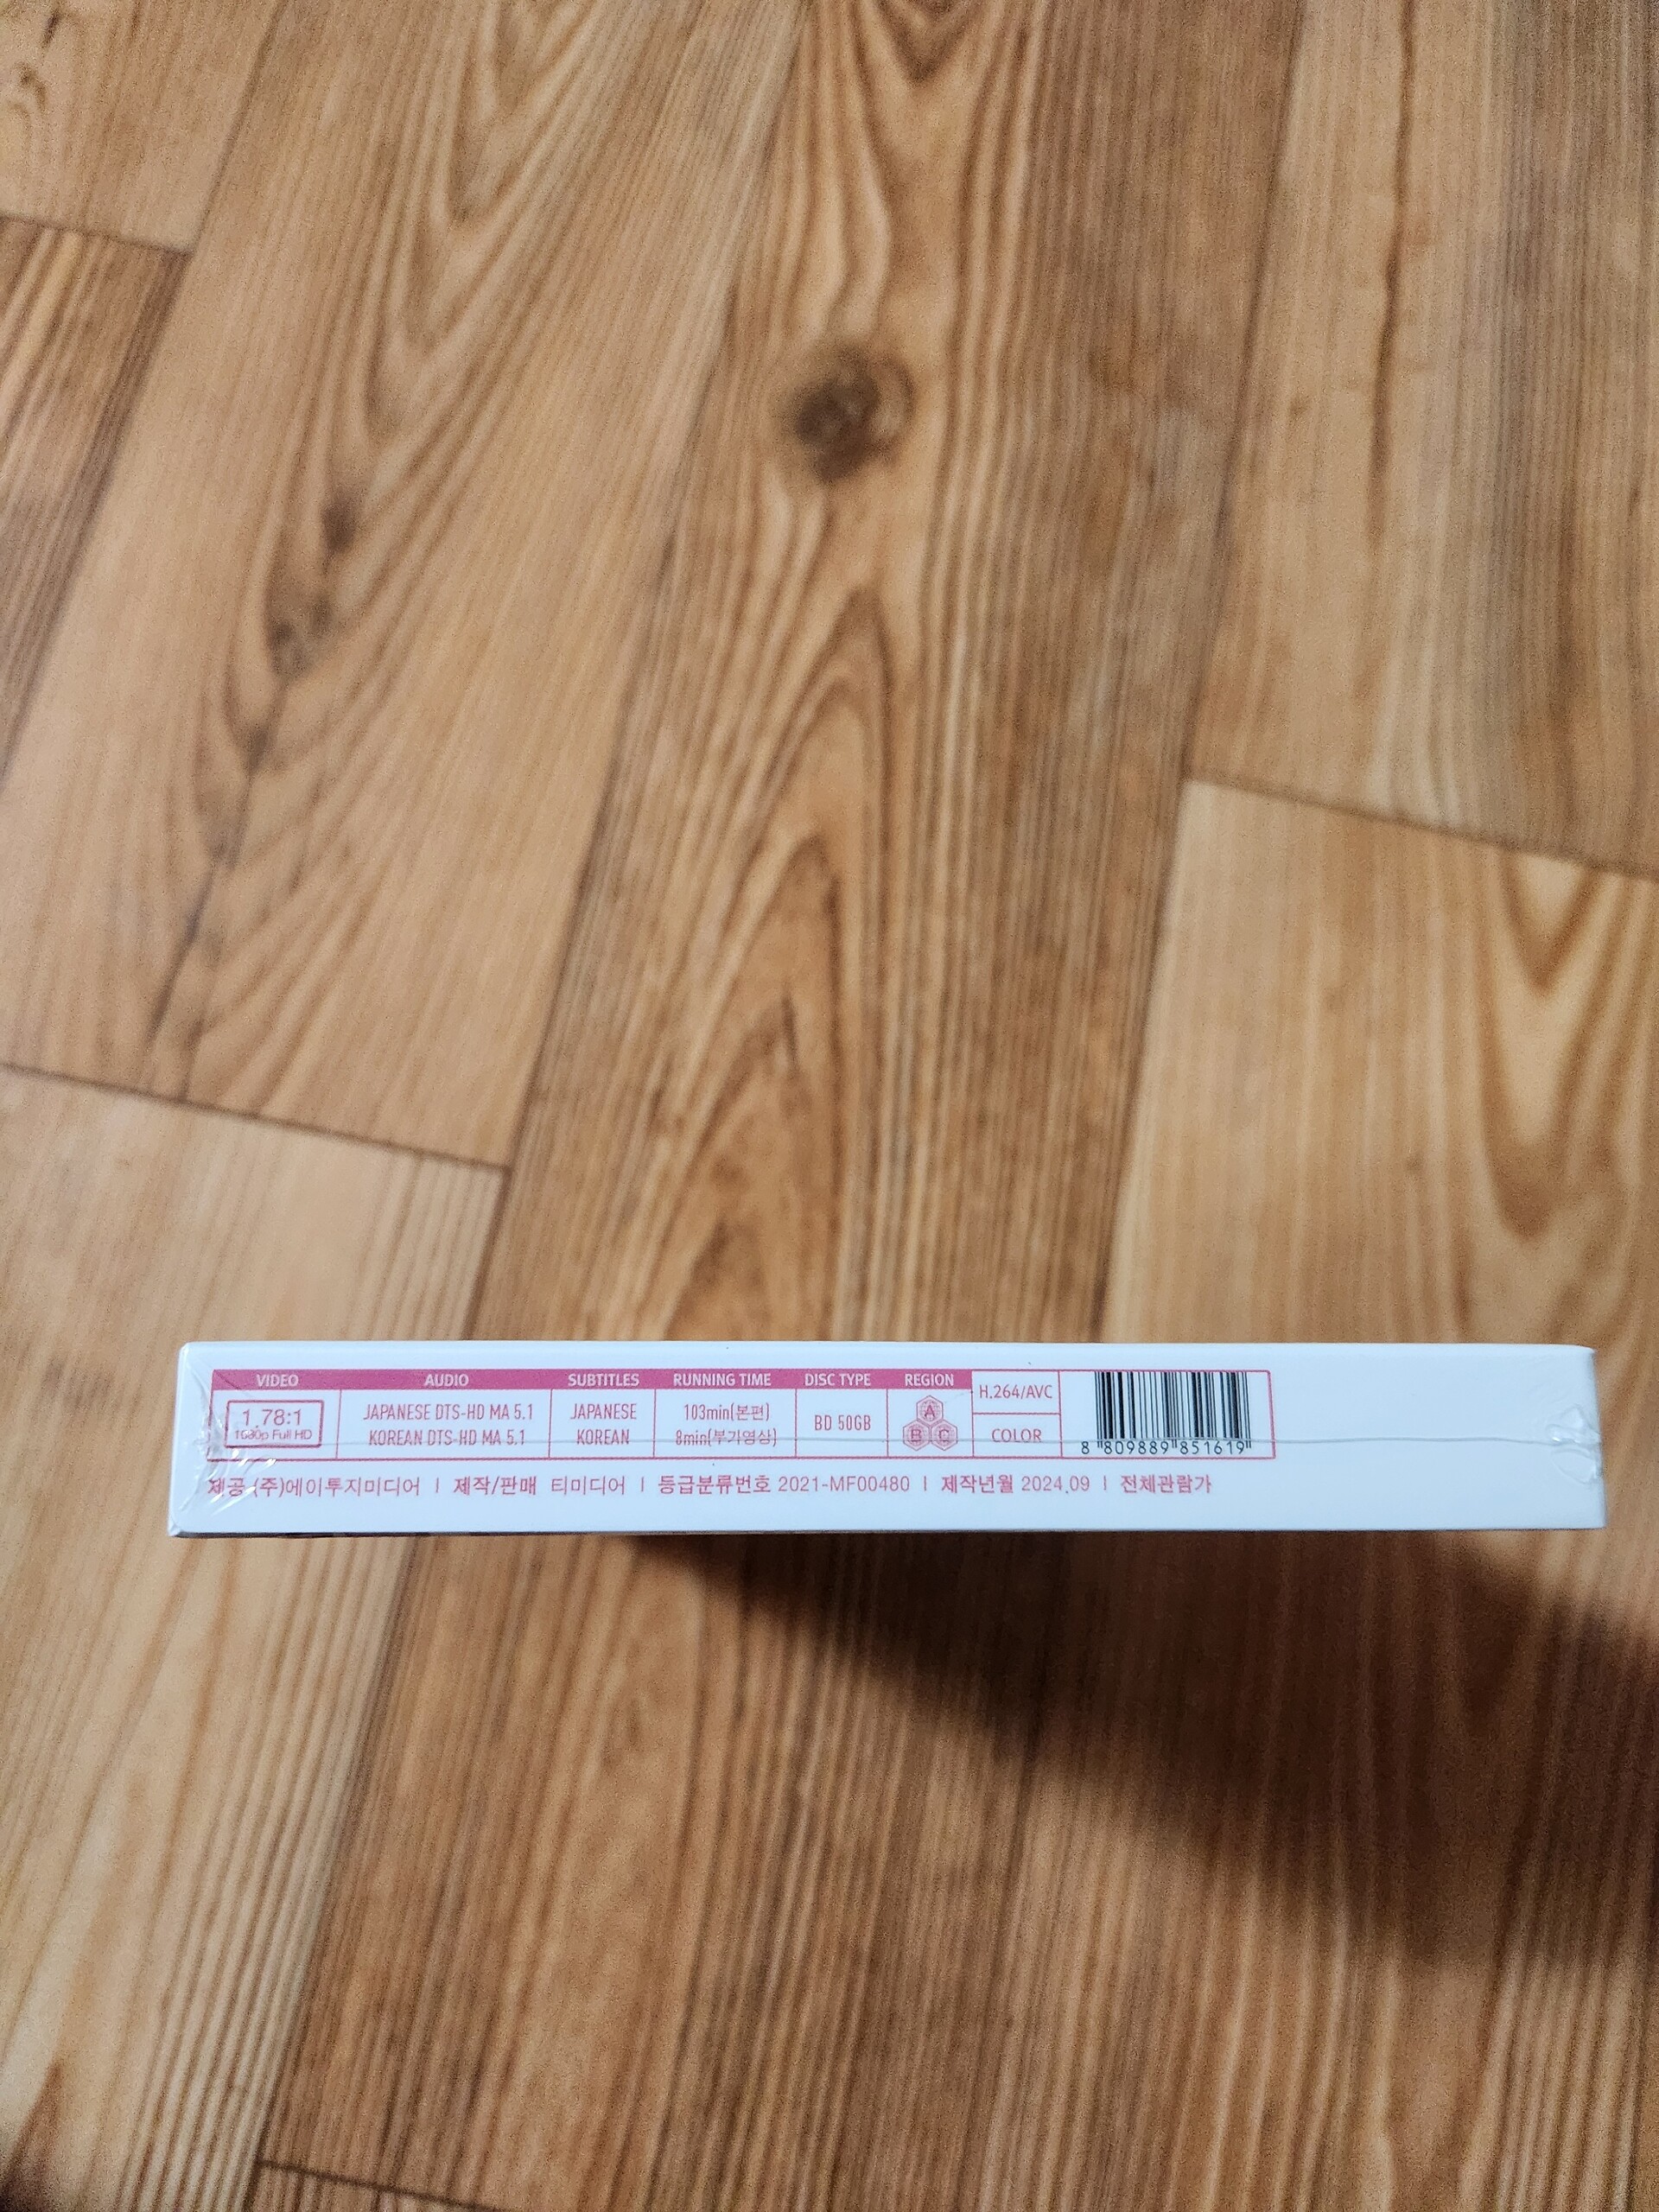 VIDEO AUDIO SUBTITLES RUNNING TIME DISC TYPE REGION
1.78:1
1080p Full HD
JAPANESE DTS-HD MA 5.1
KOREAN DTS-HD MA 5.1
JAPANESE
KOREAN
103min(본편)
8min(부가영상)
BD 50GB
A
B C
H.264/AVC
COLOR
8 809889 851619
제공 (주)에이투지미디어 | 제작/판매 티미디어 | 등급분류번호 2021-MF00480 | 제작년월 2024.09 | 전체관람가